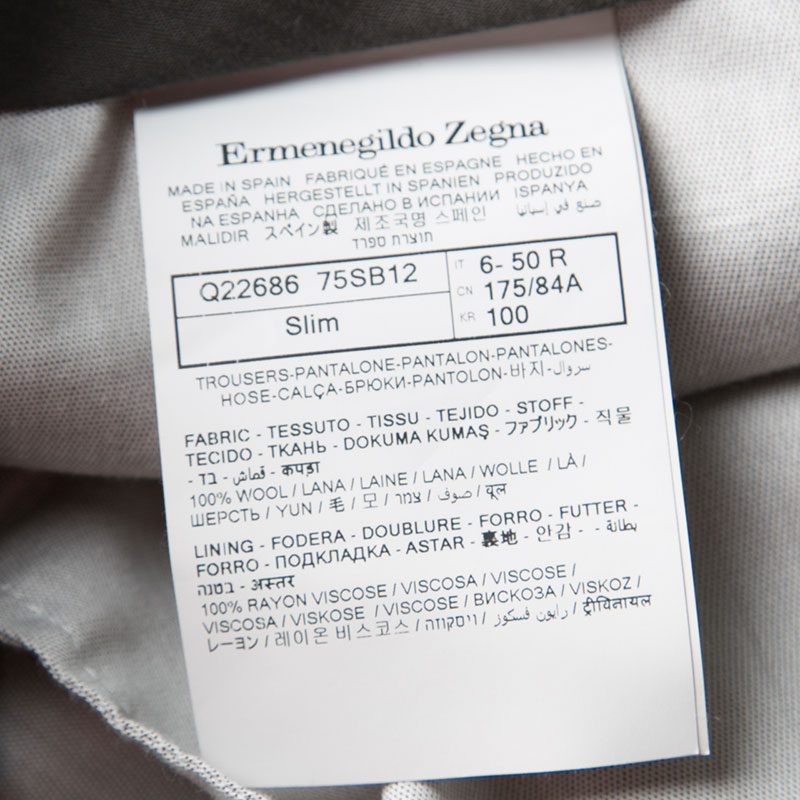 Ermenegildo Zegna
MADE IN SPAIN FABRIQUÉ EN ESPAGNE HECHO EN
ESPAÑA HERGESTELLT IN SPANIEN PRODUZIDO
NA ESPANHA СДЕЛАНО В ИСПАНИИ ISPANYA
MALIDIR スペイン製 제조국명 스페인 صنع في إسبانيا
תוצרת ספרד
Q22686 75SB12
Slim
IT 6- 50 R
CN 175/84A
KR 100
TROUSERS-PANTALONE-PANTALON-PANTALONES-
HOSE-CALÇA-БРЮКИ-PANTOLON-바지-سروال
FABRIC - TESSUTO - TISSU - TEJIDO - STOFF -
TECIDO - ТКАНЬ - DOKUMA KUMAŞ - ファブリック - 직물
- בד - قماش - कपड़ा
100% WOOL / LANA / LAINE / LANA / WOLLE / LÀ /
ШЕРСТЬ / YUN / 毛 / 모 / צמר / صوف / वूल
LINING - FODERA - DOUBLURE - FORRO - FUTTER -
FORRO - ПОДКЛАДКА - ASTAR - 裏地 - 안감 - بطانة -
בטנה - अस्तर
100% RAYON VISCOSE / VISCOSA / VISCOSE /
VISCOSA / VISKOSE / VISCOSE / ВИСКОЗА / VISKOZ /
レーヨン / 레이온 비스코스 / ויסקוזה / رايون فسكوز / ट्रीविनायल